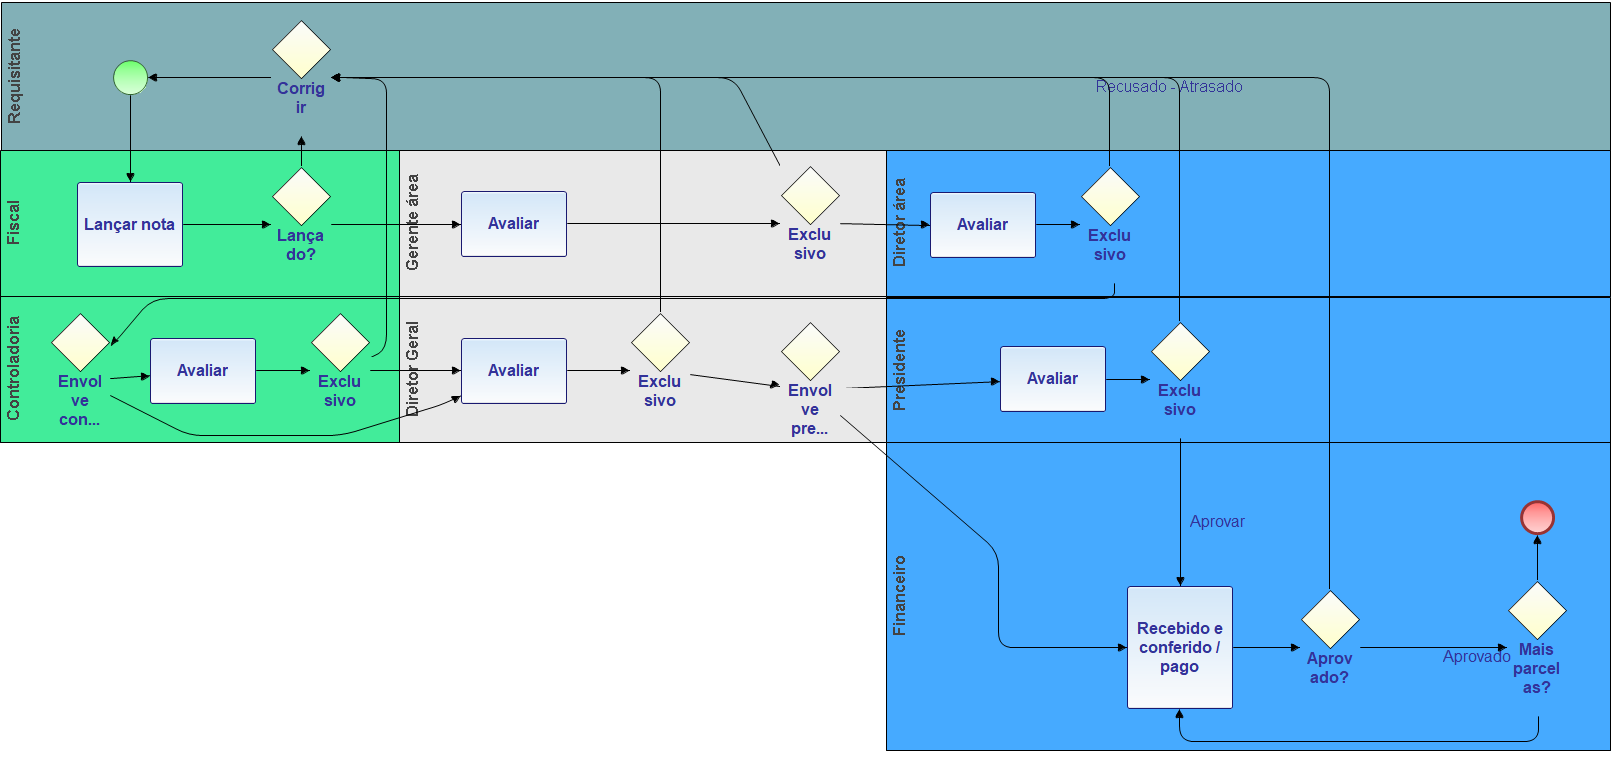 Requisitante
Corrig
ir
Recusado - Atrasado
Fiscal
Lançar nota
Lança
do?
Gerente área
Avaliar
Exclu
sivo
Diretor área
Avaliar
Exclu
sivo
Controladoria
Envol
ve
con...
Avaliar
Exclu
sivo
Diretor Geral
Avaliar
Exclu
sivo
Envol
ve
pre...
Presidente
Avaliar
Exclu
sivo
Aprovar
Financeiro
Recebido e
conferido /
pago
Aprov
ado?
Aprovado
Mais
parcel
as?